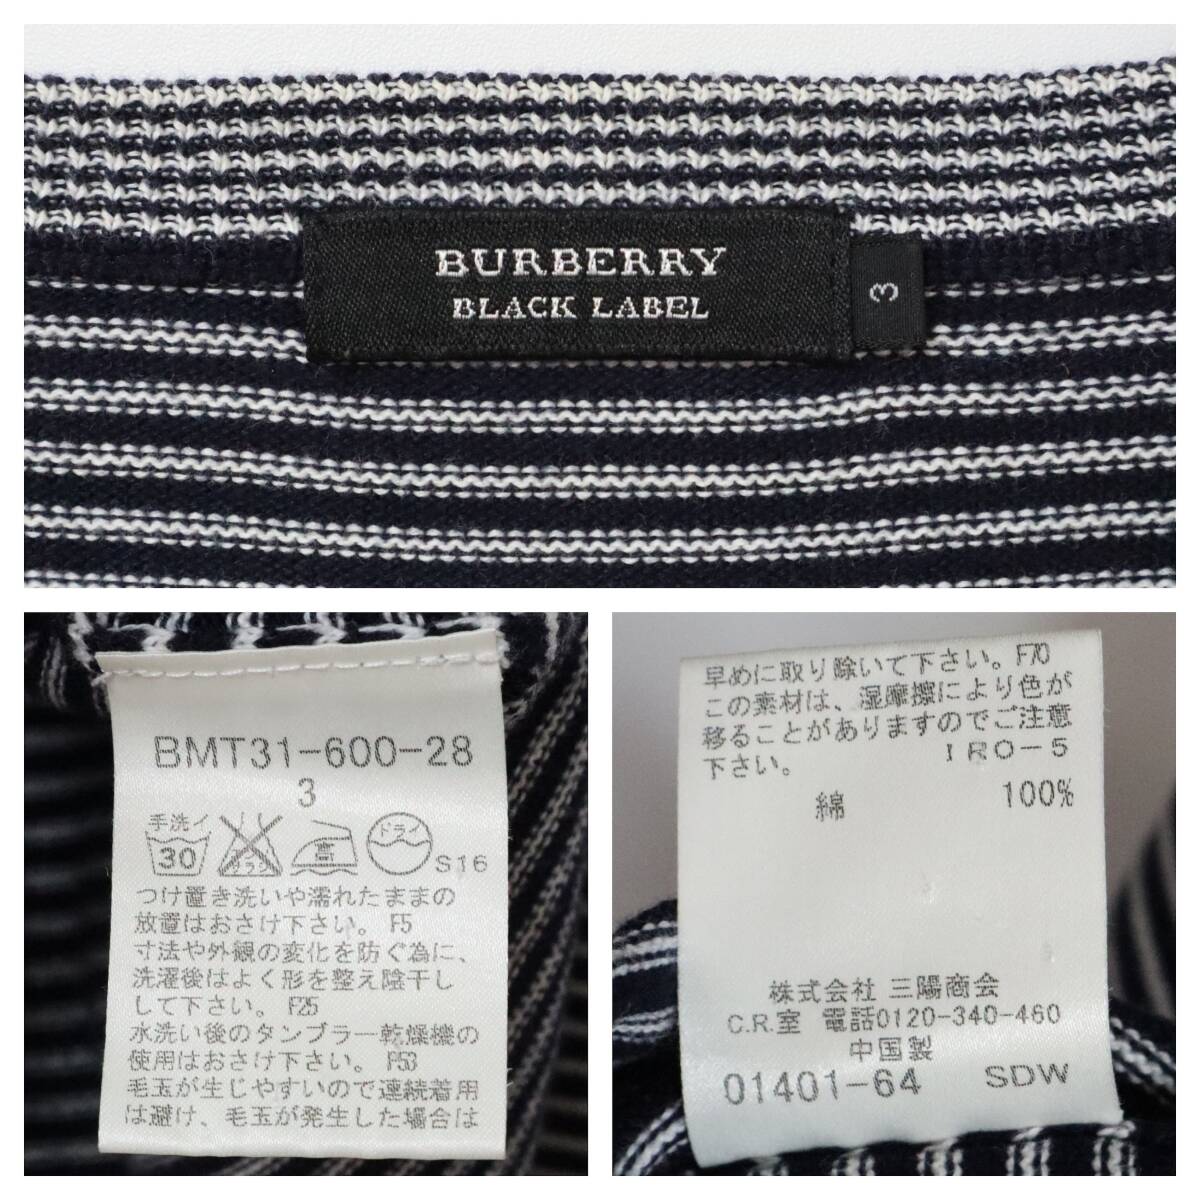 BURBERRY
BLACK LABEL
3
BMT31-600-28
3
手洗イ
30
ドライ
S16
つけ置き洗いや濡れたままの
放置はおさけ下さい。 F5
寸法や外観の変化を防ぐ為に、
洗濯後はよく形を整え陰干し
して下さい。 F25
水洗い後のタンブラー乾燥機の
使用はおさけ下さい。 F53
毛玉が生じやすいので連続着用
は避け、毛玉が発生した場合は
早めに取り除いて下さい。F70
この素材は、湿摩擦により色が
移ることがありますのでご注意
下さい。 IRO-5
綿 100%
株式会社 三陽商会
C.R.室 電話0120-340-460
中国製
01401-64 SDW